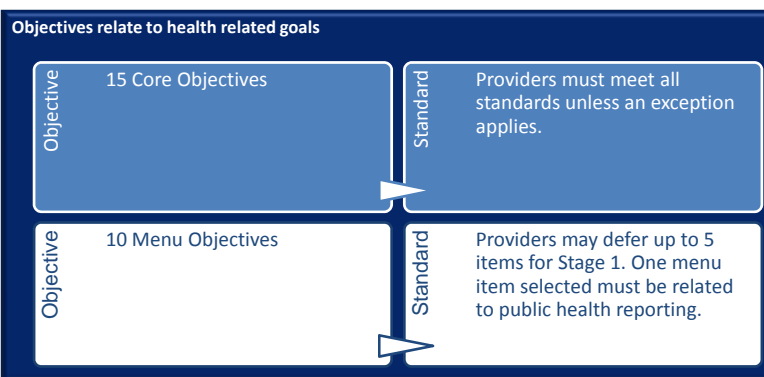 Objectives relate to health related goals
Objective
15 Core Objectives
Standard
Providers must meet all
standards unless an exception
applies.
Objective
10 Menu Objectives
Standard
Providers may defer up to 5
items for Stage 1. One menu
item selected must be related
to public health reporting.